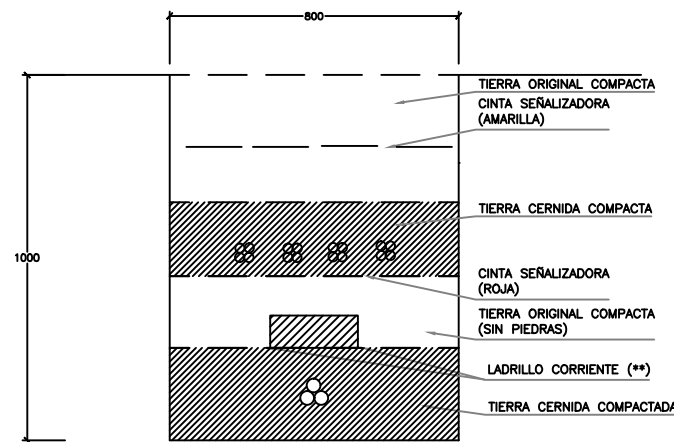 800
TIERRA ORIGINAL COMPACTA
CINTA SEÑALIZADORA
(AMARILLA)
TIERRA CERNIDA COMPACTA
1000
CINTA SEÑALIZADORA
(ROJA)
TIERRA ORIGINAL COMPACTA
(SIN PIEDRAS)
LADRILLO CORRIENTE (**)
TIERRA CERNIDA COMPACTADA